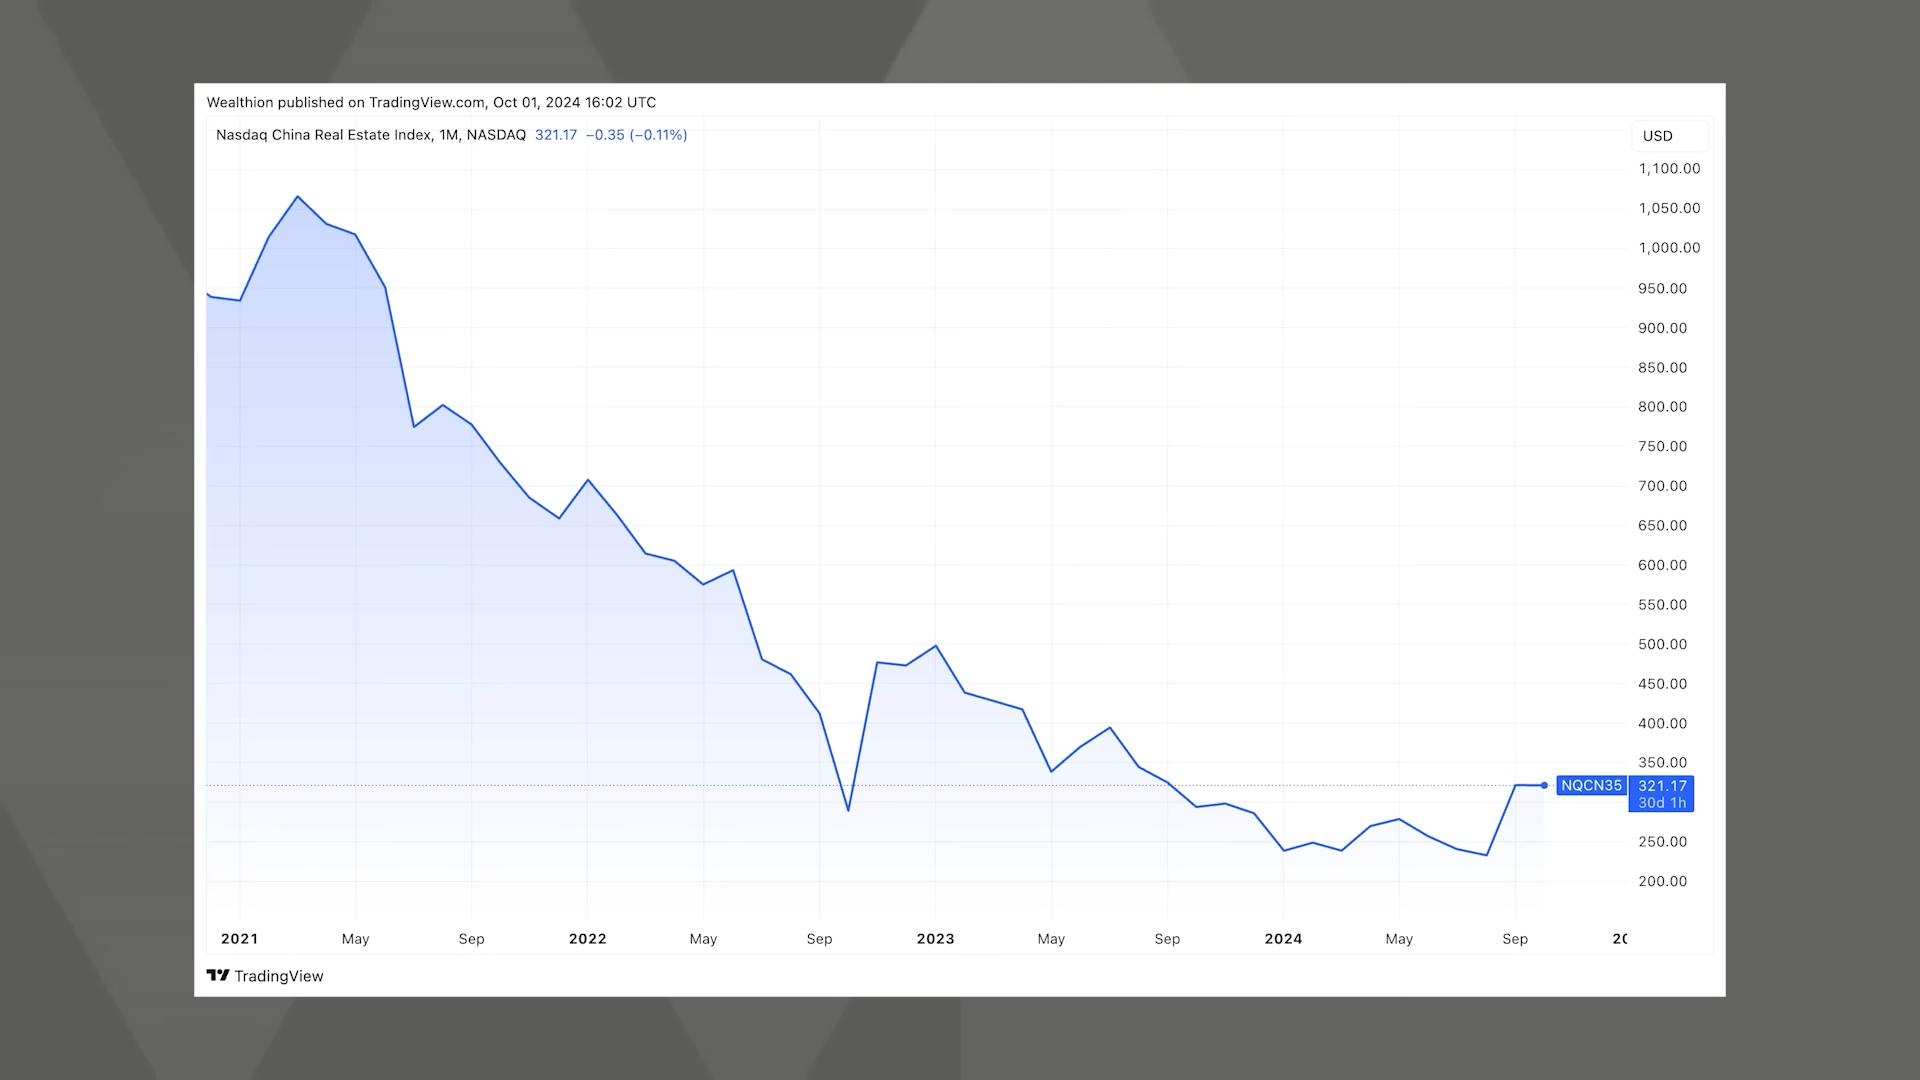 Wealthion published on TradingView.com, Oct 01, 2024 16:02 UTC
Nasdaq China Real Estate Index, 1M, NASDAQ 321.17 −0.35 (−0.11%)
USD
1,100.00
1,050.00
1,000.00
950.00
900.00
850.00
800.00
750.00
700.00
650.00
600.00
550.00
500.00
450.00
400.00
350.00
NQCN35 321.17
30d 1h
250.00
200.00
2021 May Sep 2022 May Sep 2023 May Sep 2024 May Sep
TradingView